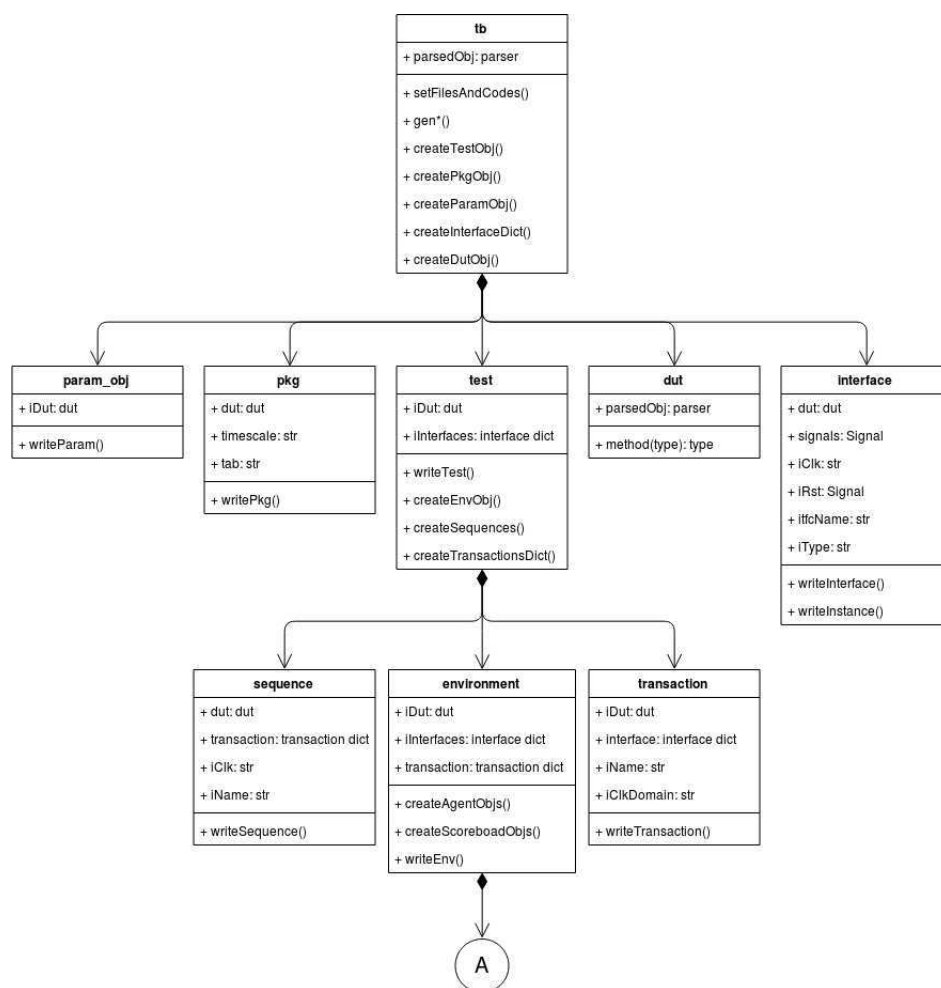 tb
+ parsedObj: parser
+ setFilesAndCodes()
+ gen*()
+ createTestObj()
+ createPkgObj()
+ createParamObj()
+ createInterfaceDict()
+ createDutObj()
param_obj
+ iDut: dut
+ writeParam()
pkg
+ dut: dut
+ timescale: str
+ tab: str
+ writePkg()
test
+ iDut: dut
+ iInterfaces: interface dict
+ writeTest()
+ createEnvObj()
+ createSequences()
+ createTransactionsDict()
dut
+ parsedObj: parser
+ method(type): type
interface
+ dut: dut
+ signals: Signal
+ iClk: str
+ iRst: Signal
+ itfcName: str
+ iType: str
+ writeInterface()
+ writeInstance()
sequence
+ dut: dut
+ transaction: transaction dict
+ iClk: str
+ iName: str
+ writeSequence()
environment
+ iDut: dut
+ iInterfaces: interface dict
+ transaction: transaction dict
+ createAgentObjs()
+ createScoreboadObjs()
+ writeEnv()
transaction
+ iDut: dut
+ interface: interface dict
+ iName: str
+ iClkDomain: str
+ writeTransaction()
A